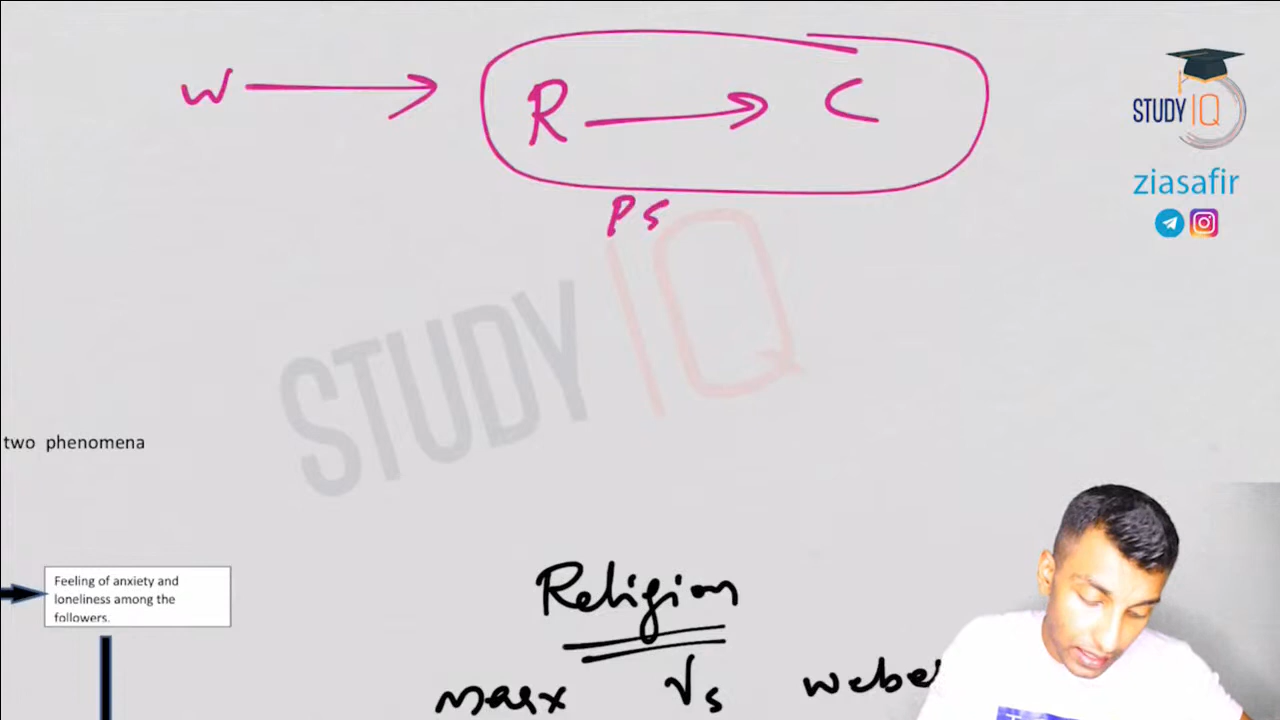 W → R → C
PS
STUDY IQ
ziasafir
STUDY IQ
two phenomena
Feeling of anxiety and
loneliness among the
followers.
Religion
Marx Vs Weber